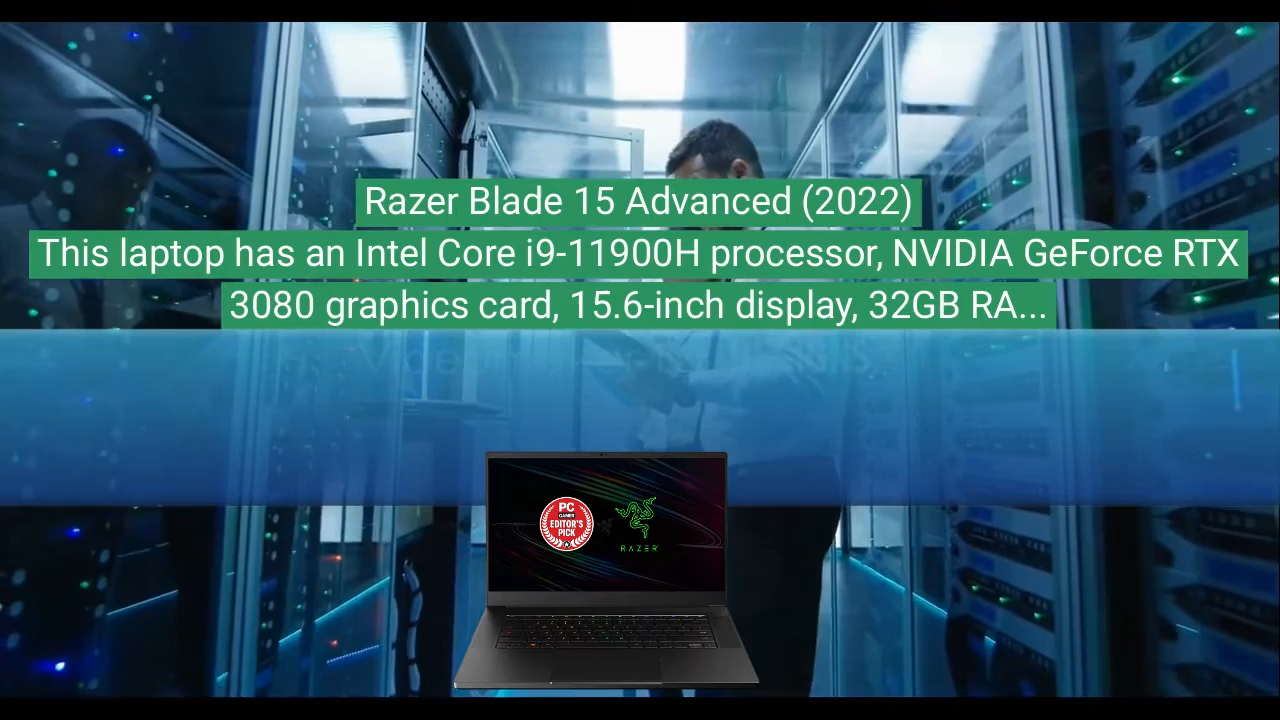 Razer Blade 15 Advanced (2022)
This laptop has an Intel Core i9-11900H processor, NVIDIA GeForce RTX
3080 graphics card, 15.6-inch display, 32GB RA...
PC
GAMER
EDITOR'S
PICK
RAZER